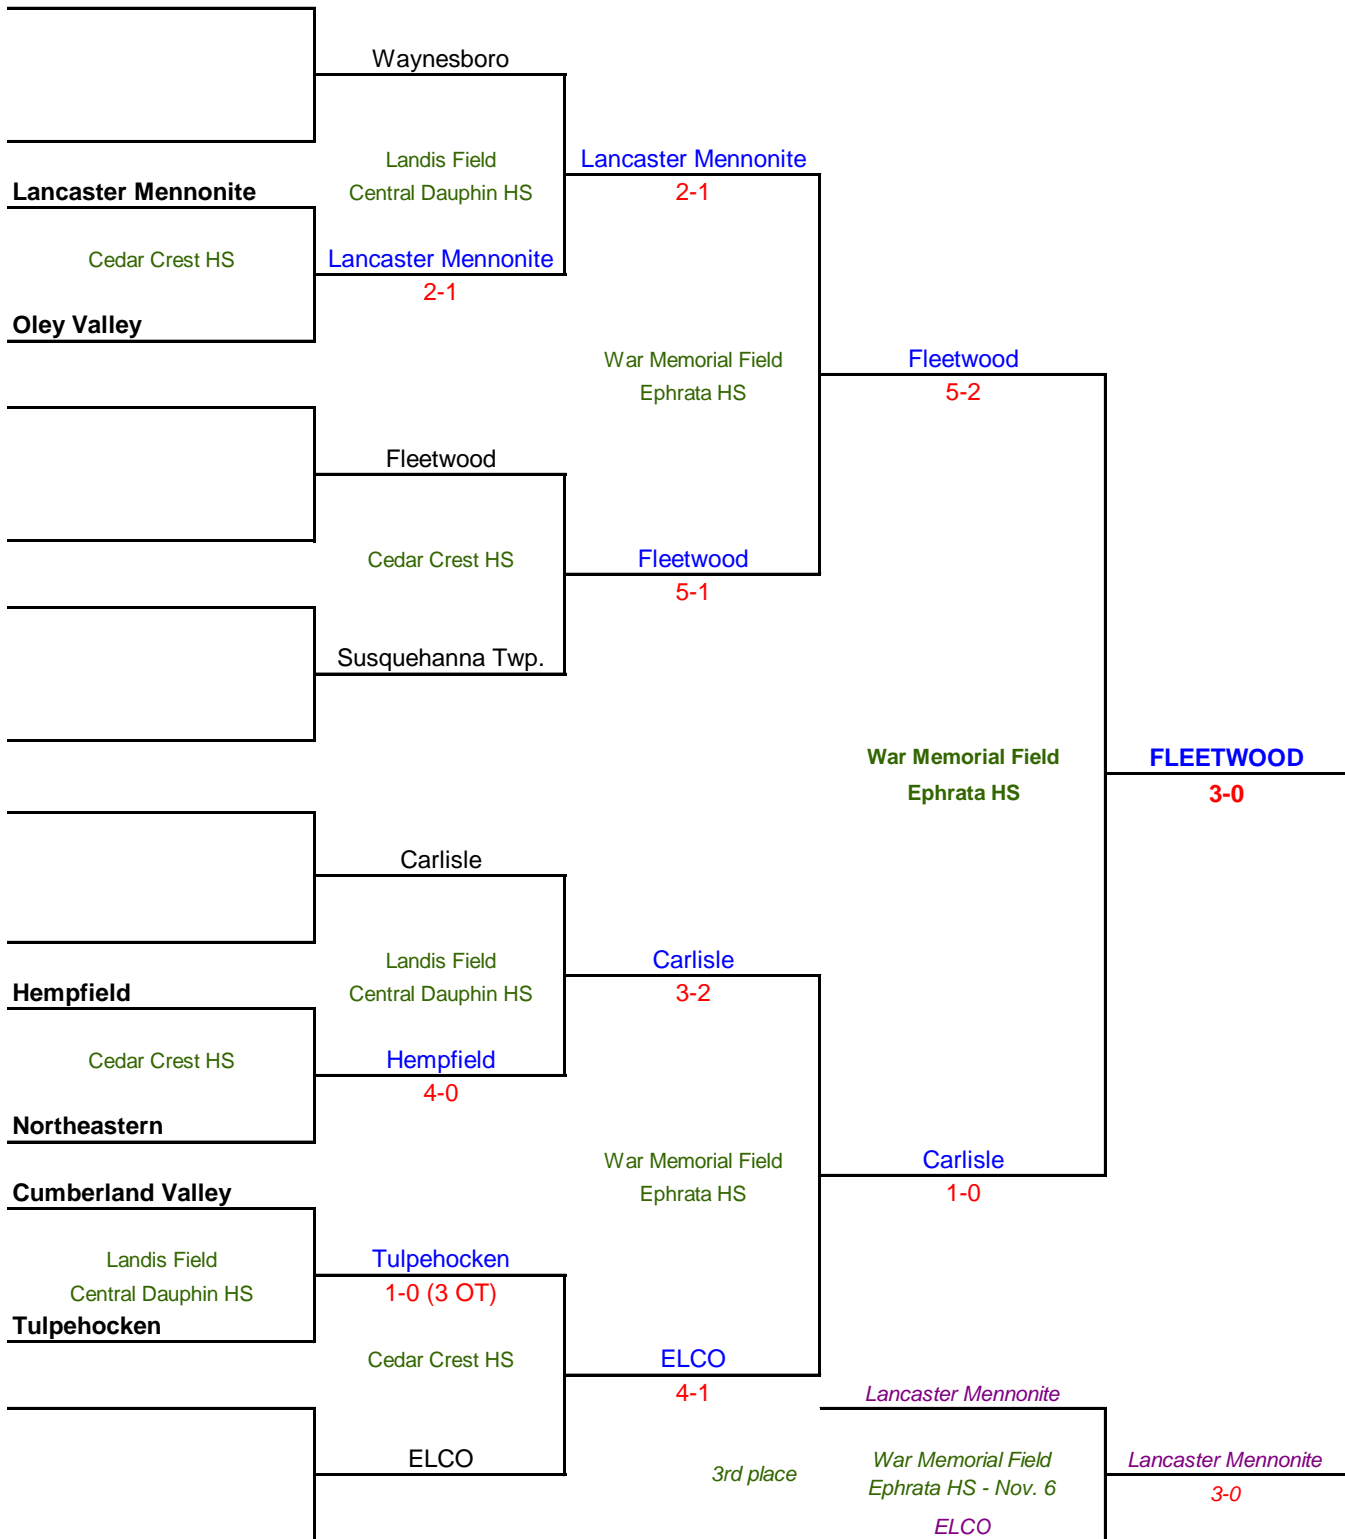 Waynesboro
Landis Field
Central Dauphin HS
Lancaster Mennonite
2-1
Lancaster Mennonite
Cedar Crest HS
Lancaster Mennonite
2-1
Oley Valley
War Memorial Field
Ephrata HS
Fleetwood
5-2
Fleetwood
Cedar Crest HS
Fleetwood
5-1
Susquehanna Twp.
War Memorial Field
Ephrata HS
FLEETWOOD
3-0
Carlisle
Landis Field
Central Dauphin HS
Carlisle
3-2
Hempfield
Cedar Crest HS
Hempfield
4-0
Northeastern
War Memorial Field
Ephrata HS
Carlisle
1-0
Cumberland Valley
Landis Field
Central Dauphin HS
Tulpehocken
1-0 (3 OT)
Tulpehocken
Cedar Crest HS
ELCO
4-1
Lancaster Mennonite
ELCO
3rd place
War Memorial Field
Ephrata HS - Nov. 6
Lancaster Mennonite
3-0
ELCO